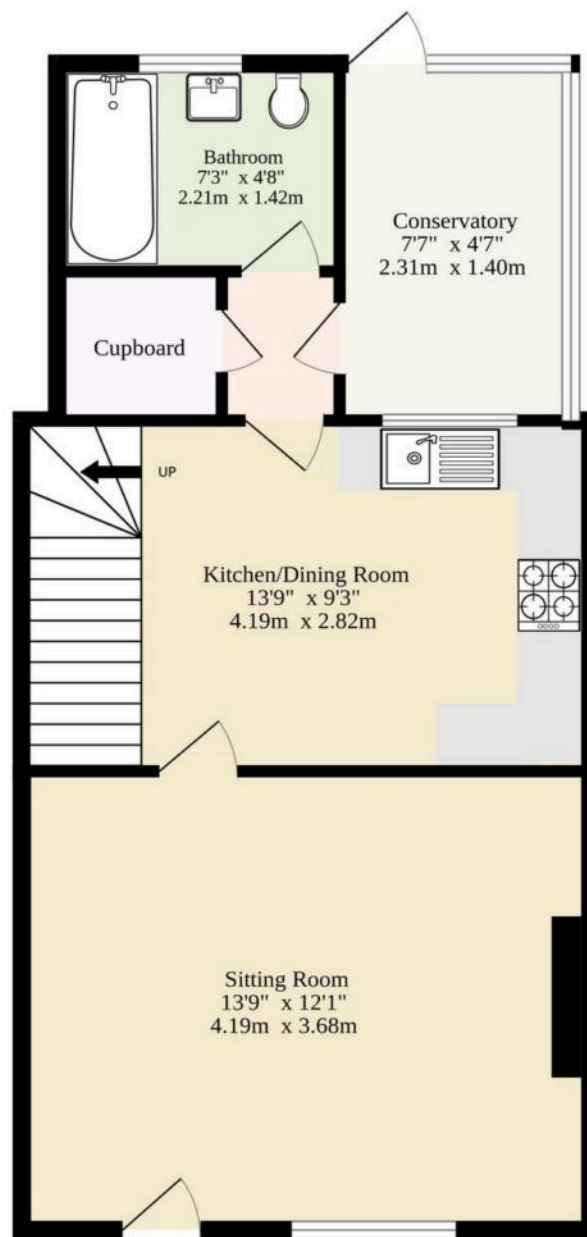 Bathroom
7'3" x 4'8"
2.21m x 1.42m
Conservatory
7'7" x 4'7"
2.31m x 1.40m
Cupboard
UP
Kitchen/Dining Room
13'9" x 9'3"
4.19m x 2.82m
Sitting Room
13'9" x 12'1"
4.19m x 3.68m